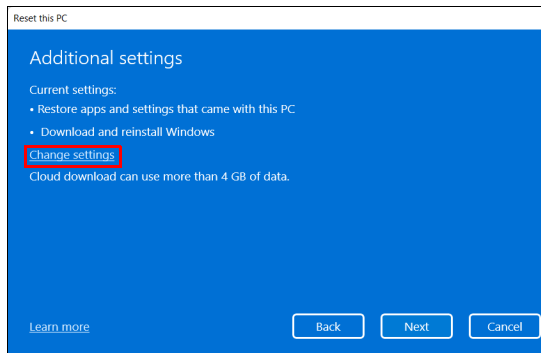 Reset this PC
Additional settings
Current settings:
• Restore apps and settings that came with this PC
• Download and reinstall Windows
Change settings
Cloud download can use more than 4 GB of data.
Learn more
Back
Next
Cancel